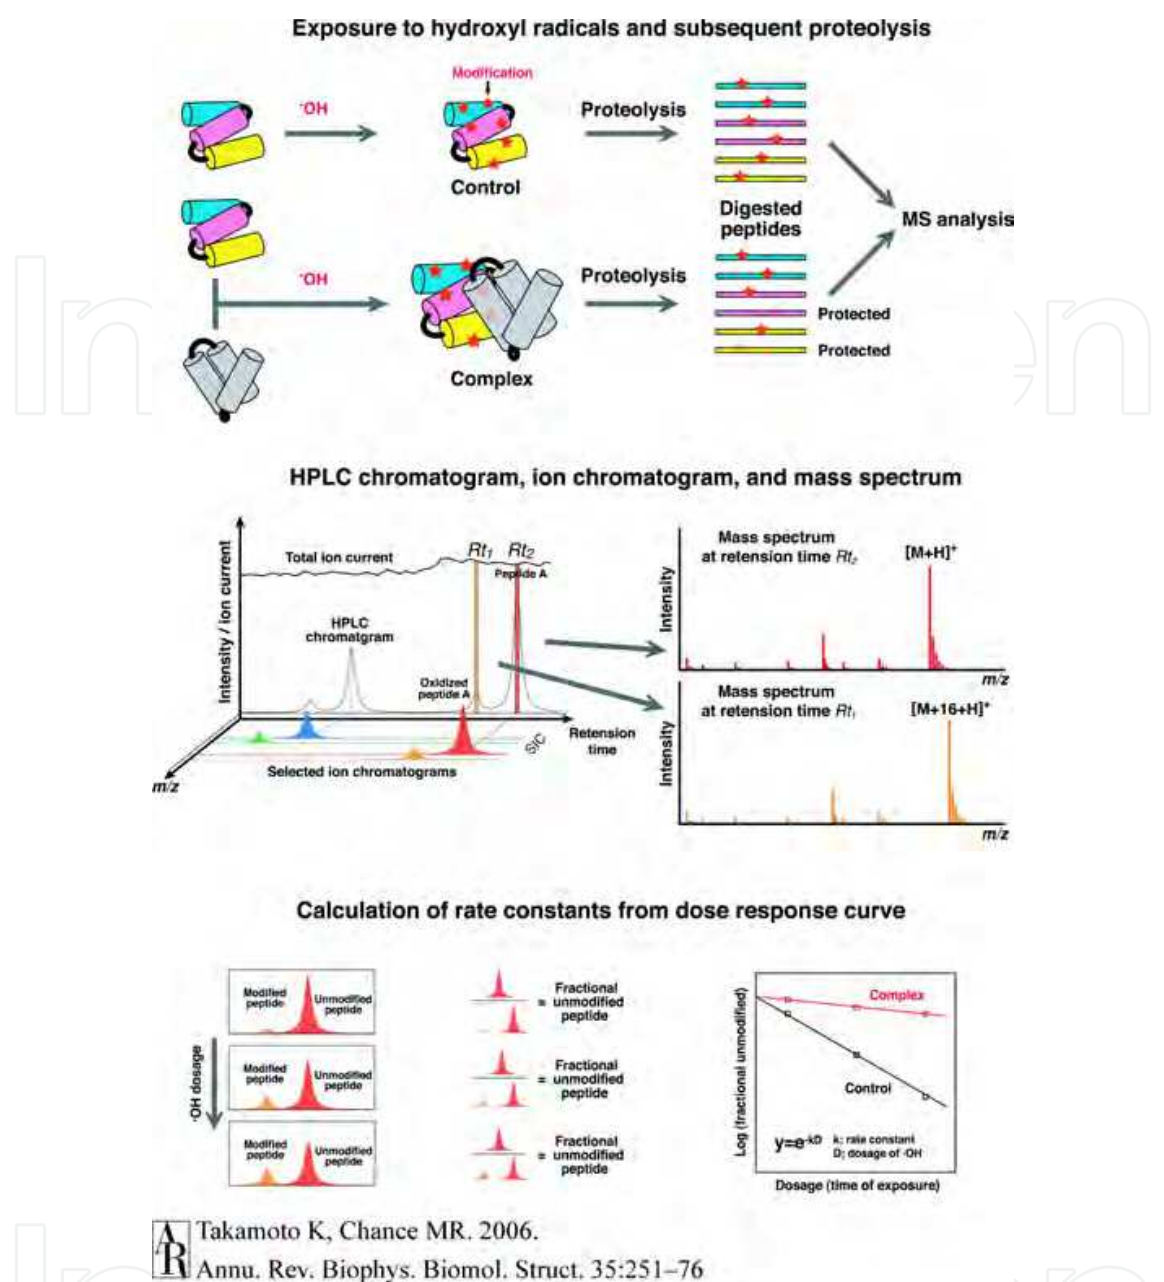 Exposure to hydroxyl radicals and subsequent proteolysis
Modification
·OH
Proteolysis
Control
Digested
peptides
MS analysis
·OH
Proteolysis
Protected
Protected
Complex
HPLC chromatogram, ion chromatogram, and mass spectrum
Intensity / ion current
Total ion current
Rt1
Rt2
Peptide A
HPLC
chromatgram
Oxidized
peptide A
Retension
time
SIC
Selected ion chromatograms
m/z
Mass spectrum
at retension time Rt2
[M+H]+
Intensity
m/z
Mass spectrum
at retension time Rt1
[M+16+H]+
Intensity
m/z
Calculation of rate constants from dose response curve
·OH dosage
Modified
peptide
Unmodified
peptide
Modified
peptide
Unmodified
peptide
Modified
peptide
Unmodified
peptide
Fractional
= unmodified
peptide
Fractional
= unmodified
peptide
Fractional
= unmodified
peptide
Log (fractional unmodified)
Complex
Control
y=e-kD
k: rate constant
D; dosage of ·OH
Dosage (time of exposure)
AR
Takamoto K, Chance MR. 2006.
Annu. Rev. Biophys. Biomol. Struct. 35:251–76